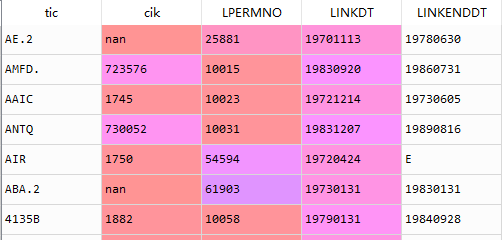 tic cik LPERMNO LINKDT LINKENDDT
AE.2 nan 25881 19701113 19780630
AMFD. 723576 10015 19830920 19860731
AAIC 1745 10023 19721214 19730605
ANTQ 730052 10031 19831207 19890816
AIR 1750 54594 19720424 E
ABA.2 nan 61903 19730131 19830131
4135B 1882 10058 19790131 19840928